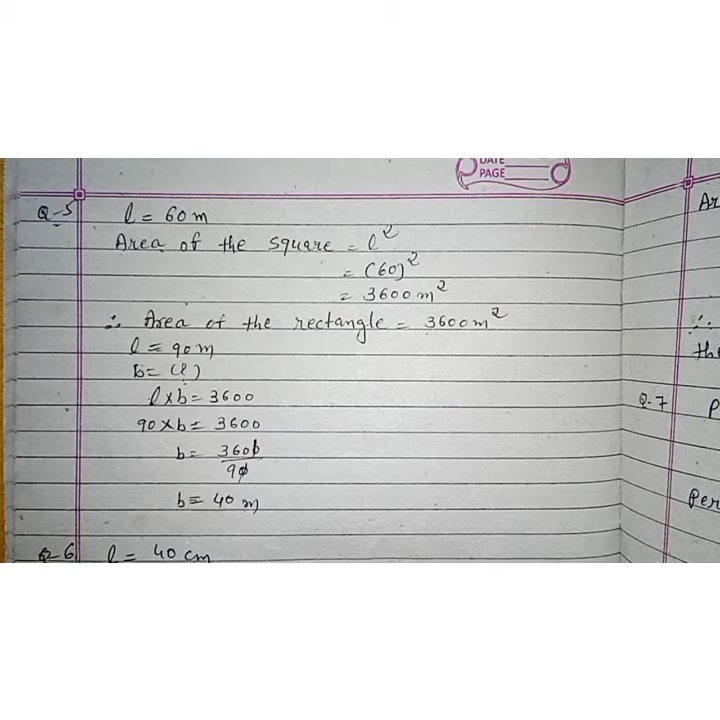 DATE
PAGE
Q-5 l = 60 m
Area of the square = l²
= (60)²
= 3600 m²
∴ Area of the rectangle = 3600 m²
l = 90 m
b = (?)
l × b = 3600
90 × b = 3600
b = 3600/90
b = 40 m
Q-6 l = 40 cm
Ar
∴
the
Q-7 P
Per